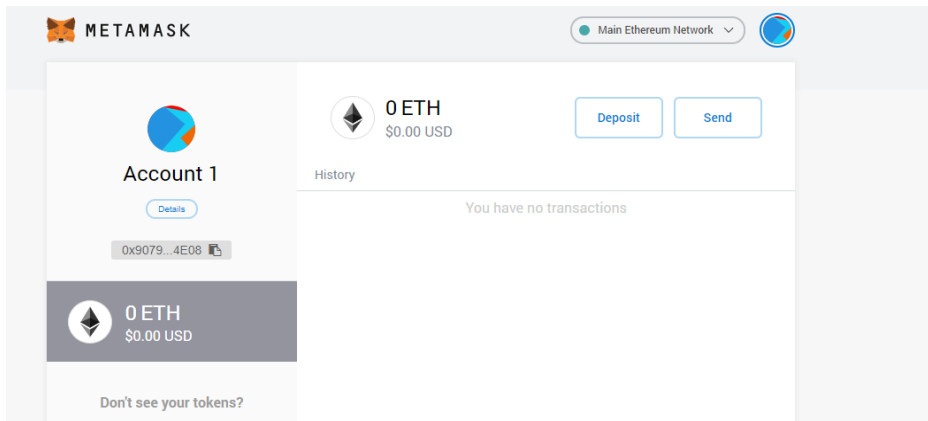 METAMASK
Main Ethereum Network
Account 1
Details
0x9079...4E08
0 ETH
$0.00 USD
Don't see your tokens?
0 ETH
$0.00 USD
Deposit
Send
History
You have no transactions